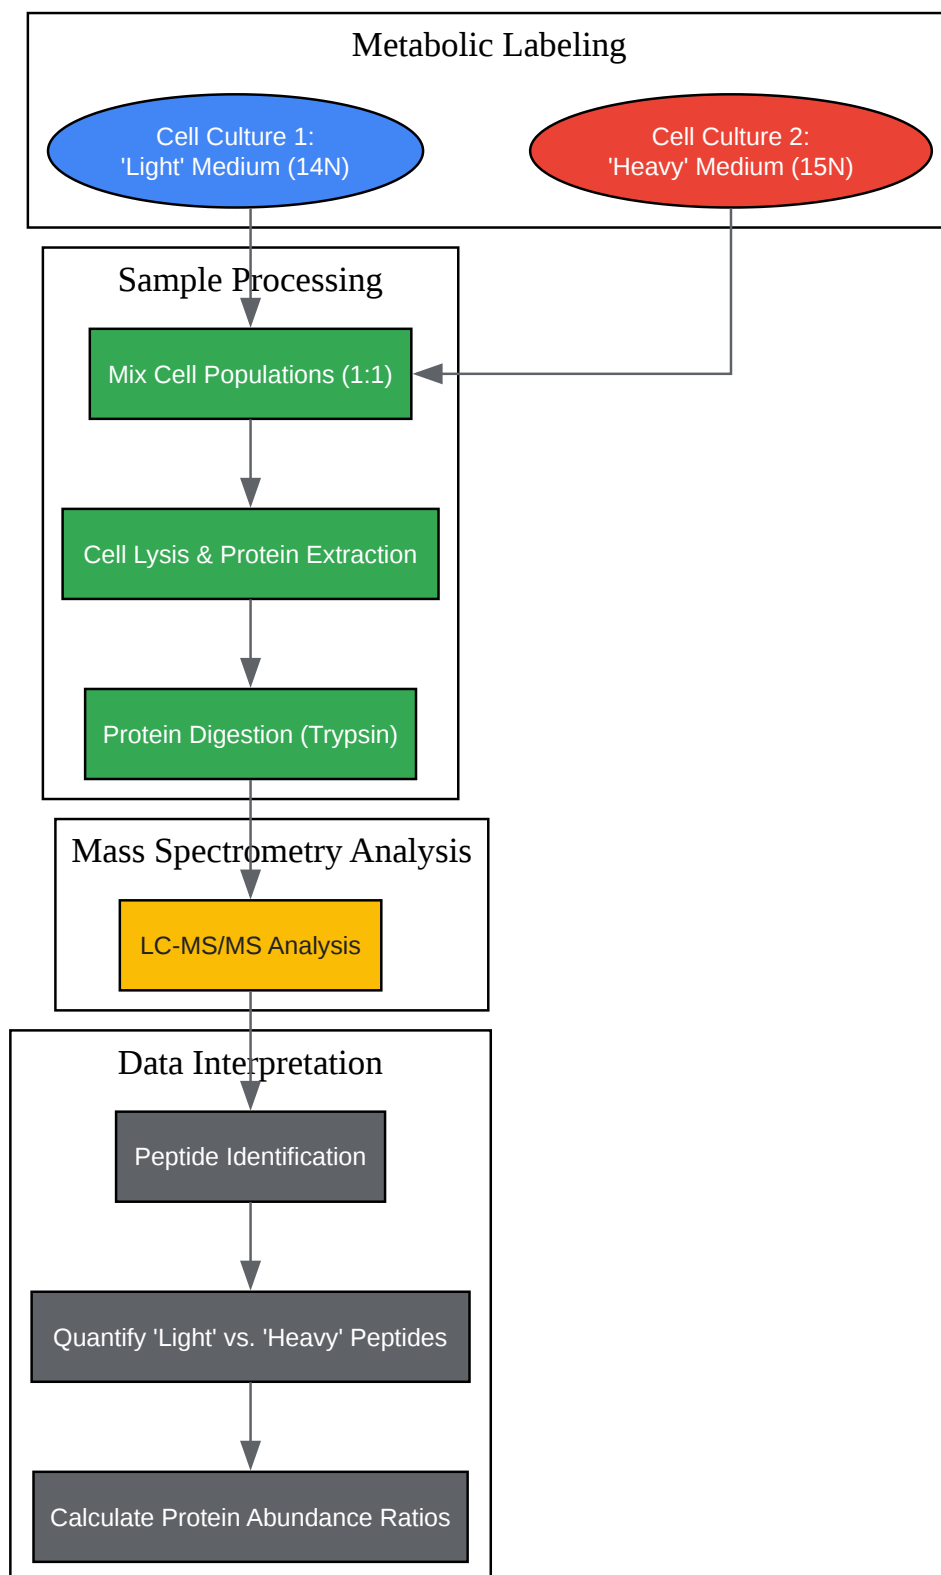 Metabolic Labeling
Cell Culture 1:
'Light' Medium (14N)
Cell Culture 2:
'Heavy' Medium (15N)
Sample Processing
Mix Cell Populations (1:1)
Cell Lysis & Protein Extraction
Protein Digestion (Trypsin)
Mass Spectrometry Analysis
LC-MS/MS Analysis
Data Interpretation
Peptide Identification
Quantify 'Light' vs. 'Heavy' Peptides
Calculate Protein Abundance Ratios